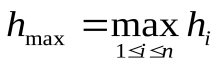 h_max = max_{1≤i≤n} h_i